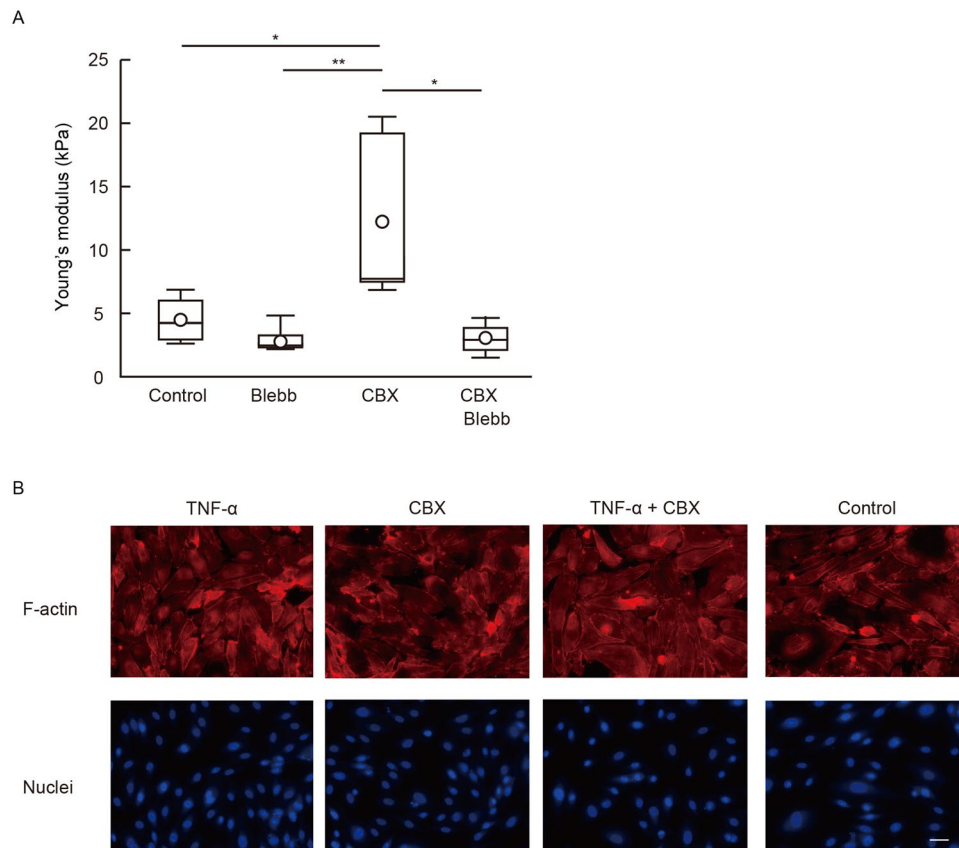 A
*
**
*
25
20
15
10
5
0
Young's modulus (kPa)
Control Blebb CBX CBX
Blebb
B
TNF-α CBX TNF-α + CBX Control
F-actin
Nuclei